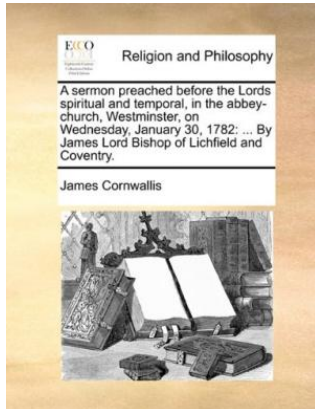 ECCO
Religion and Philosophy
A sermon preached before the Lords
spiritual and temporal, in the abbey-
church, Westminster, on
Wednesday, January 30, 1782: ... By
James Lord Bishop of Lichfield and
Coventry.
James Cornwallis